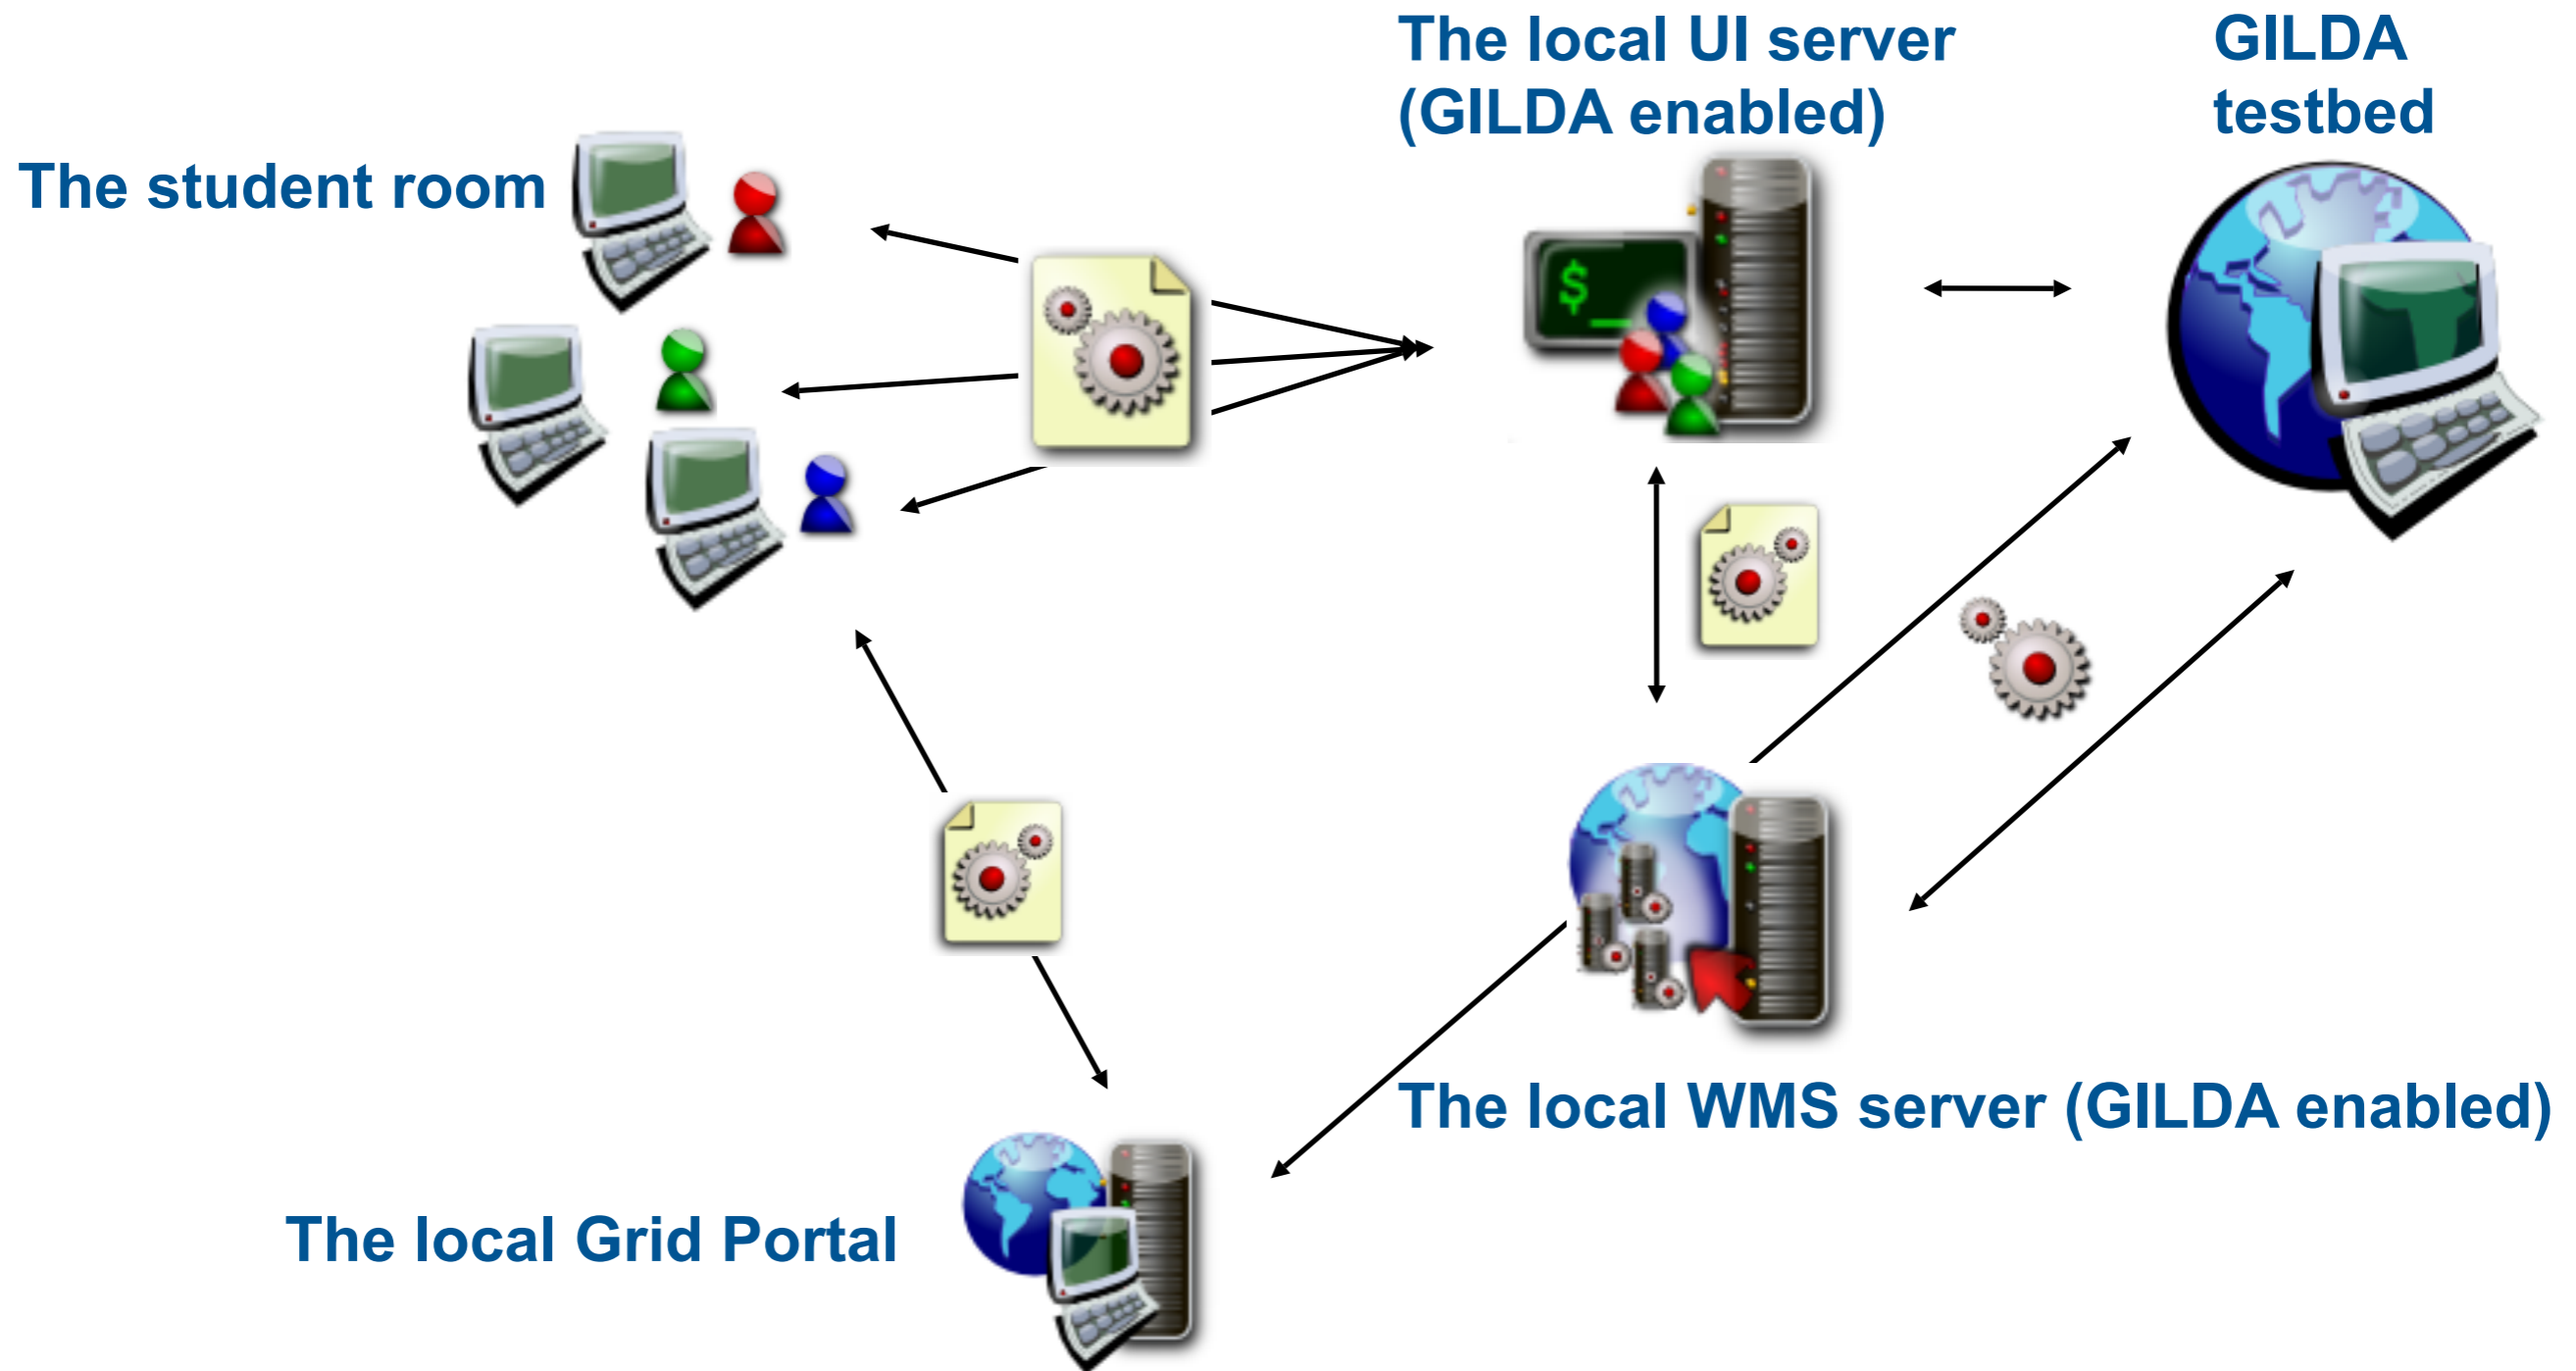 The local UI server
(GILDA enabled)
GILDA
testbed
The student room
$_
The local WMS server (GILDA enabled)
The local Grid Portal